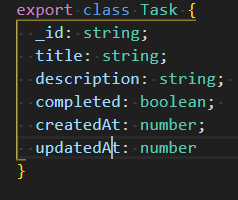 export class Task {
_id: string;
title: string;
description: string;
completed: boolean;
createdAt: number;
updatedAt: number
}